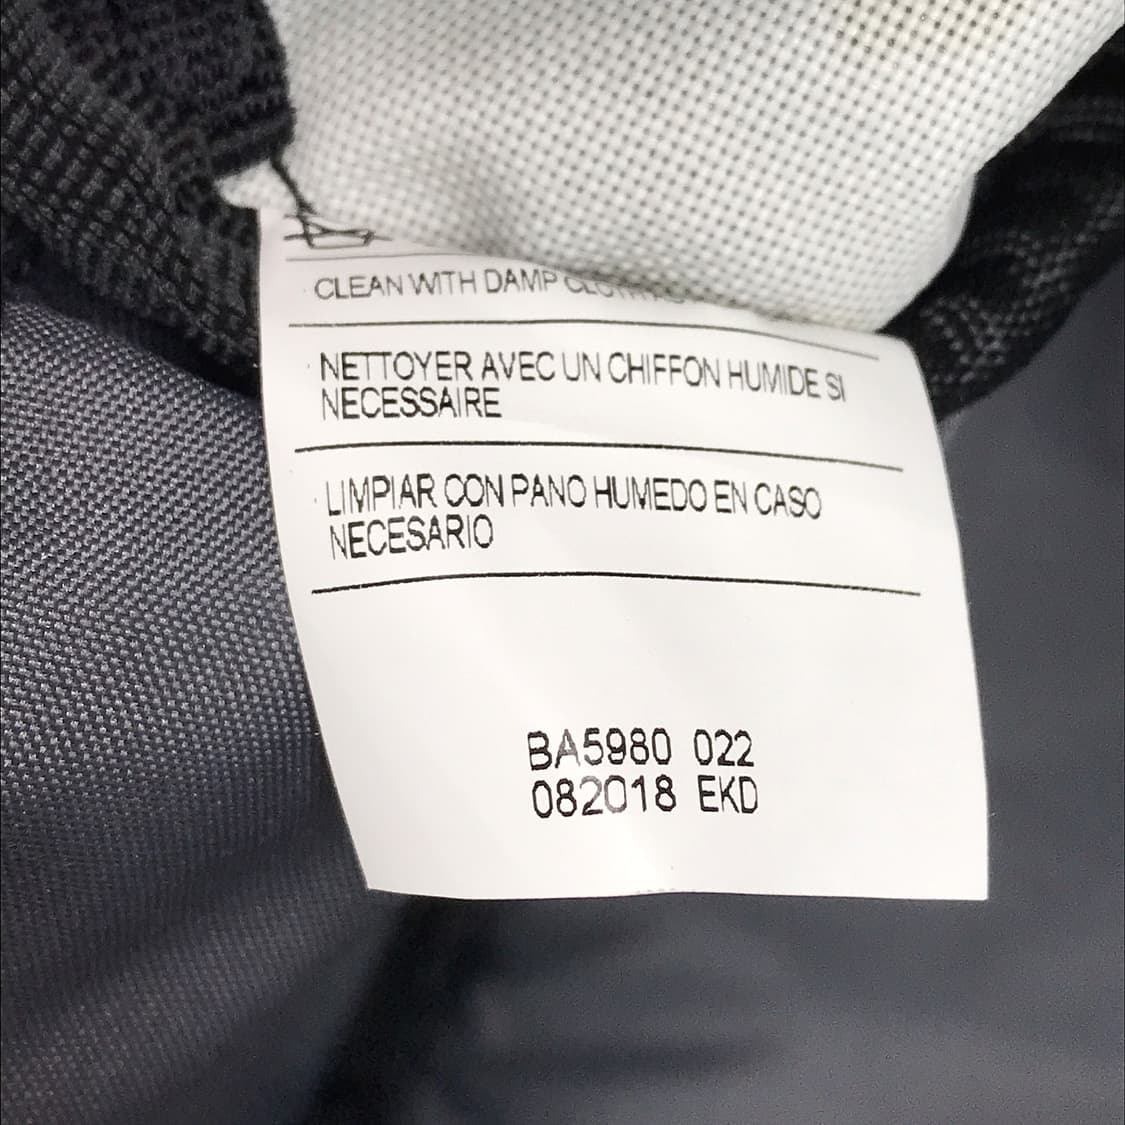 CLEAN WITH DAMP
NETTOYER AVEC UN CHIFFON HUMIDE SI
NECESSAIRE
LIMPIAR CON PANO HUMEDO EN CASO
NECESARIO
BA5980 022
082018 EKD